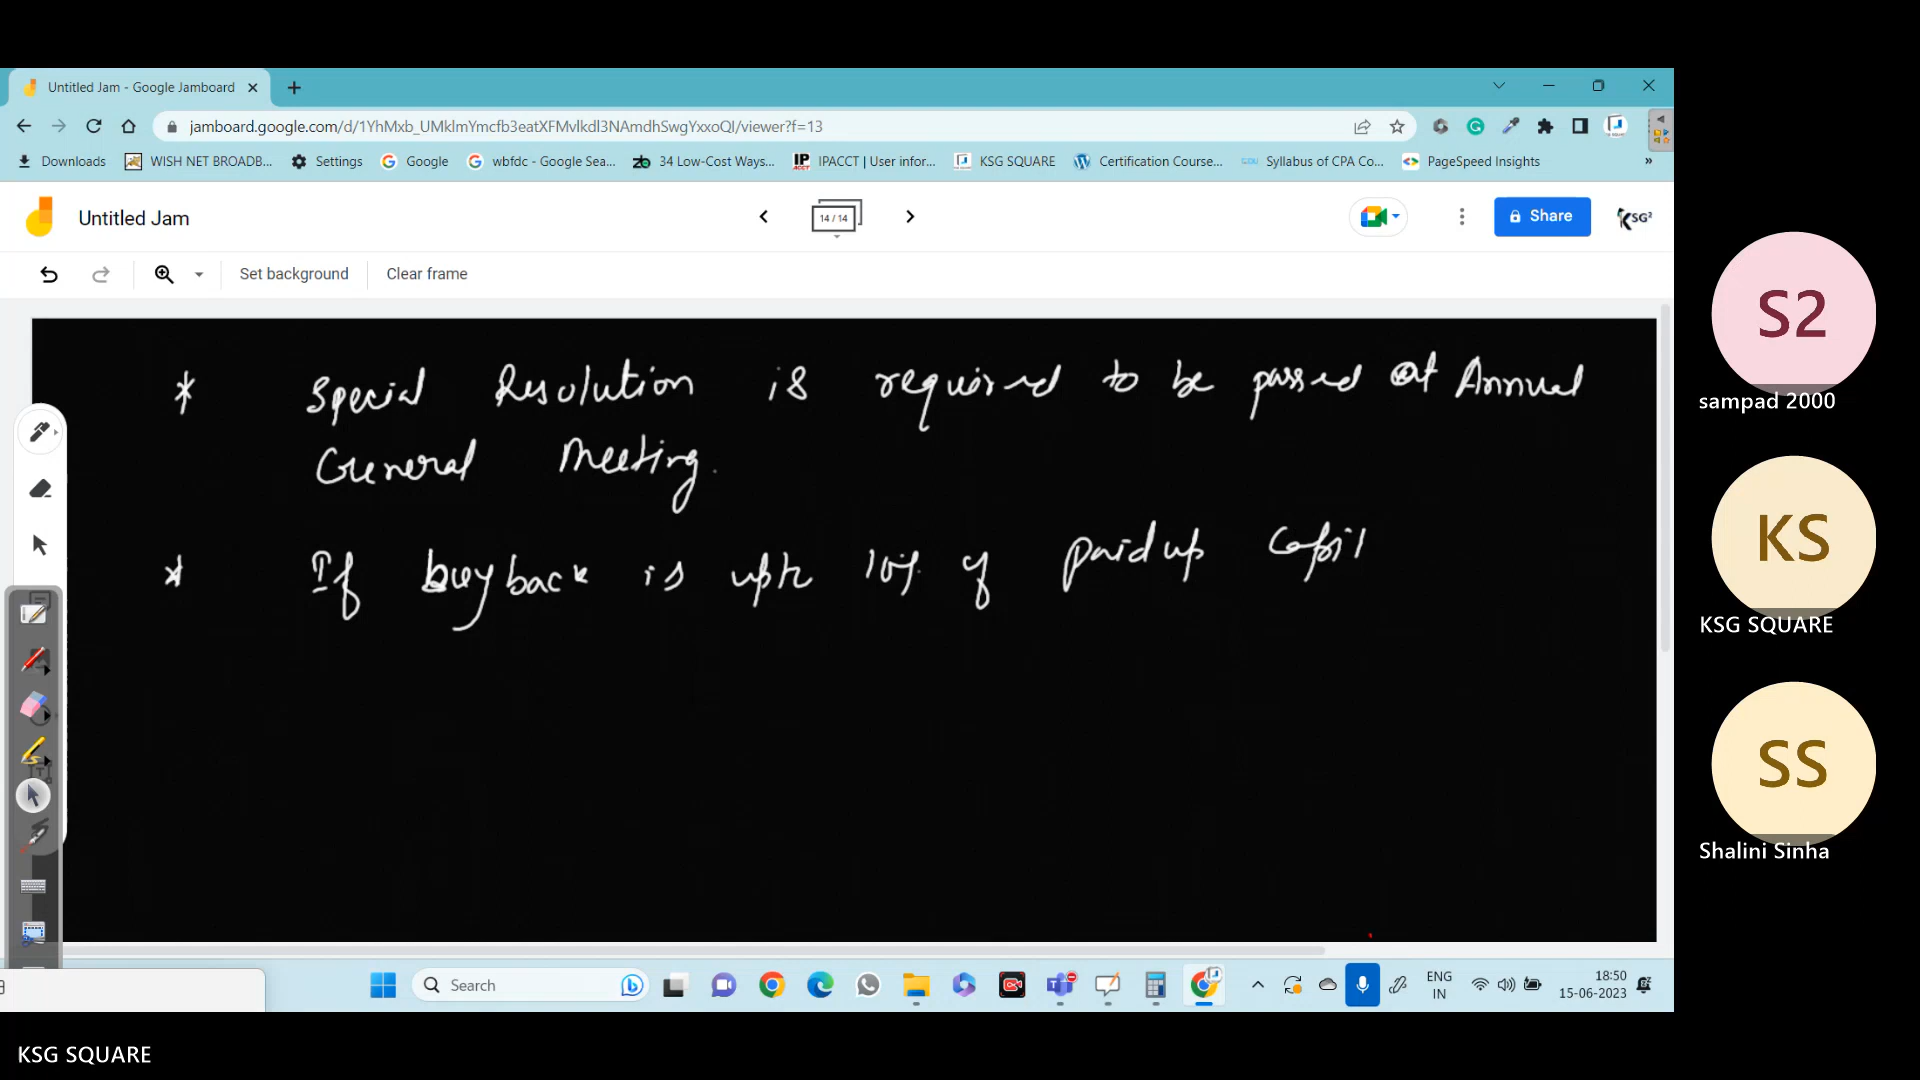 Untitled Jam - Google Jamboard
jamboard.google.com/d/1YhMxb_UMklmYmcfb3eatXFMvlkdl3NAmdhSwgYxxoQI/viewer?f=13
Downloads WISH NET BROADB... Settings Google wbfdc - Google Sea... 34 Low-Cost Ways... IPACCT | User infor... KSG SQUARE Certification Course... Syllabus of CPA Co... PageSpeed Insights »
Untitled Jam 14 / 14 Share KSG²
Set background Clear frame
* Special Resolution is required to be passed at Annual
General Meeting.
* If buyback is upto 10% of paid up Capit
S2
sampad 2000
KS
KSG SQUARE
SS
Shalini Sinha
Search ENG IN 18:50 15-06-2023
KSG SQUARE